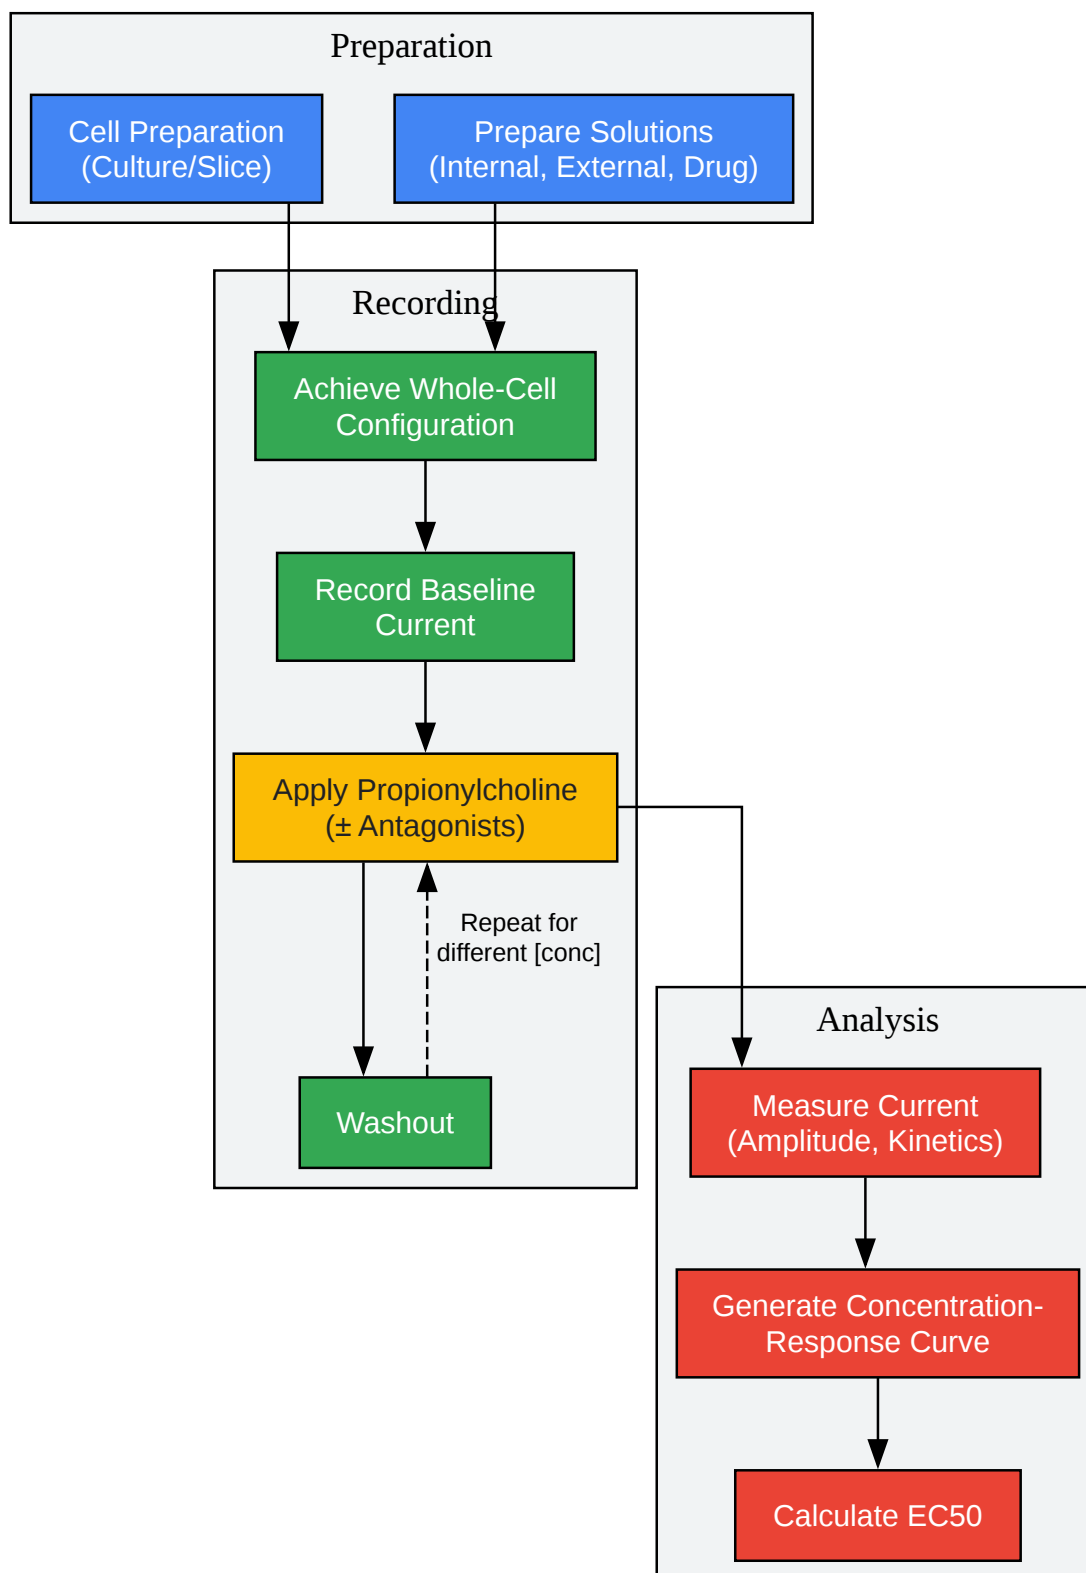 Preparation
Cell Preparation
(Culture/Slice)
Prepare Solutions
(Internal, External, Drug)
Recording
Achieve Whole-Cell
Configuration
Record Baseline
Current
Apply Propionylcholine
(± Antagonists)
Repeat for
different [conc]
Washout
Analysis
Measure Current
(Amplitude, Kinetics)
Generate Concentration-
Response Curve
Calculate EC50